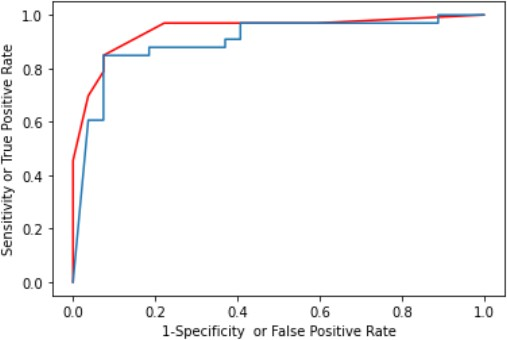 Sensitivity or True Positive Rate
1.0
0.8
0.6
0.4
0.2
0.0
0.0 0.2 0.4 0.6 0.8 1.0
1-Specificity  or False Positive Rate